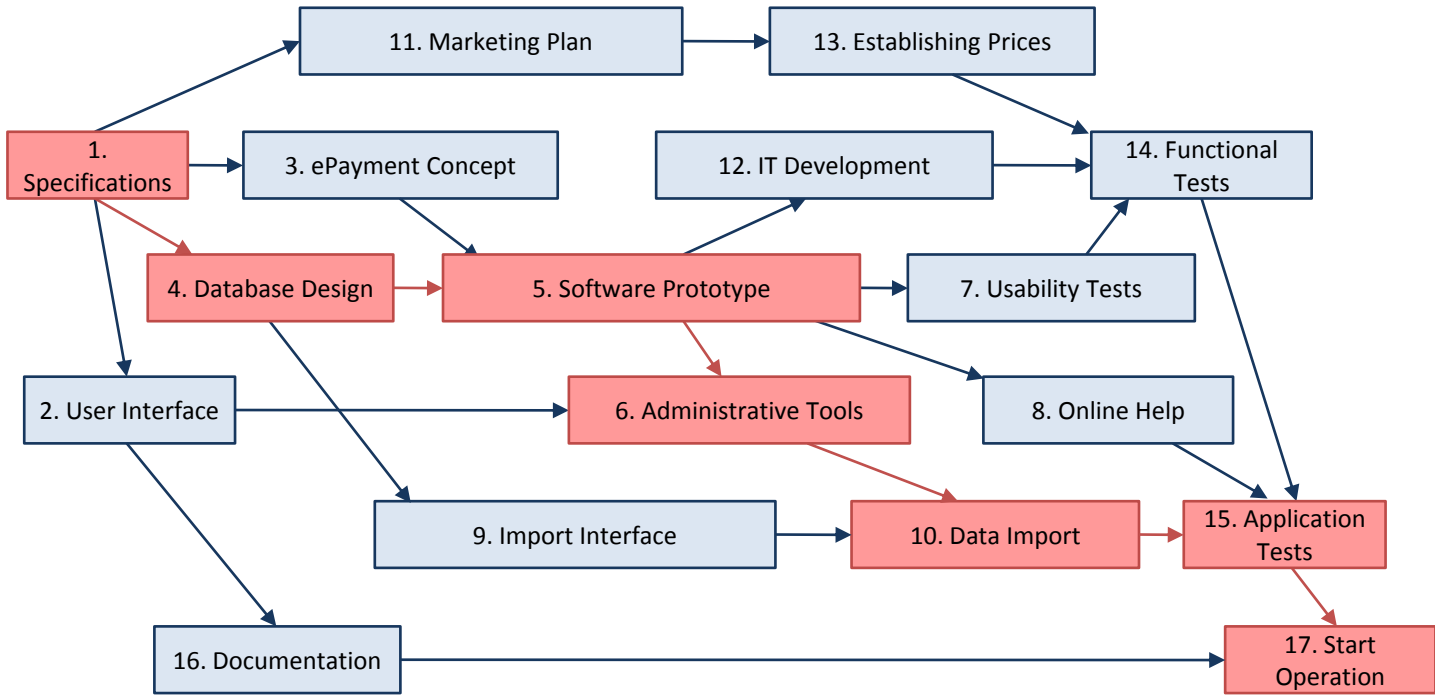 11. Marketing Plan
13. Establishing Prices
1.
Specifications
3. ePayment Concept
12. IT Development
14. Functional
Tests
4. Database Design
5. Software Prototype
7. Usability Tests
2. User Interface
6. Administrative Tools
8. Online Help
9. Import Interface
10. Data Import
15. Application
Tests
16. Documentation
17. Start
Operation